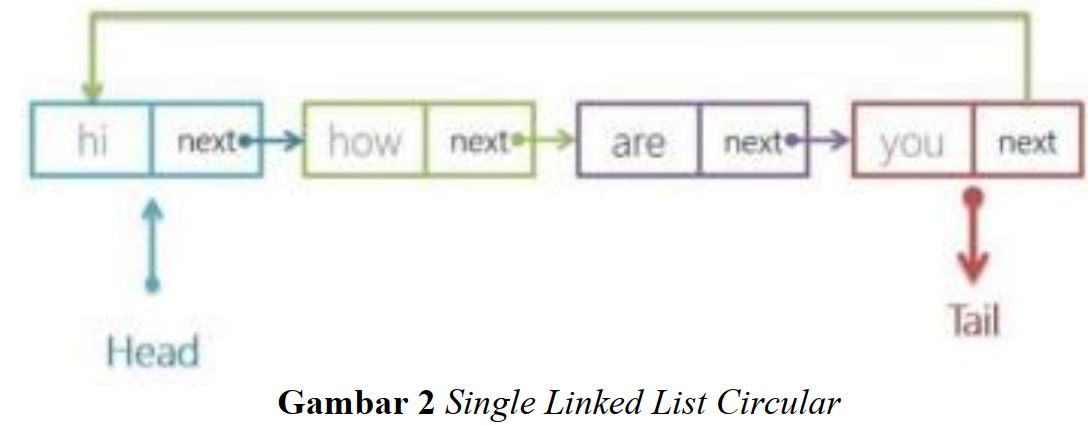 hi next how next are next you next
Head
Tail
Gambar 2 Single Linked List Circular